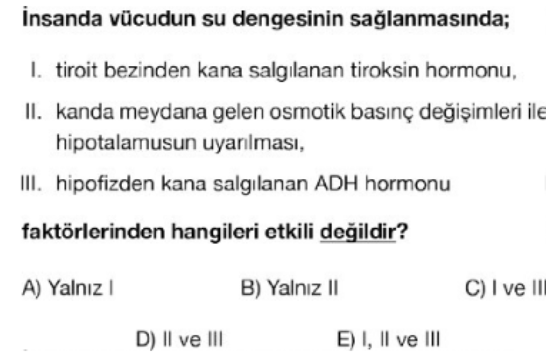 İnsanda vücudun su dengesinin sağlanmasında;
I. tiroit bezinden kana salgılanan tiroksin hormonu,
II. kanda meydana gelen osmotik basınç değişimleri ile
hipotalamusun uyarılması,
III. hipofizden kana salgılanan ADH hormonu
faktörlerinden hangileri etkili değildir?
A) Yalnız I B) Yalnız II C) I ve III
D) II ve III E) I, II ve III